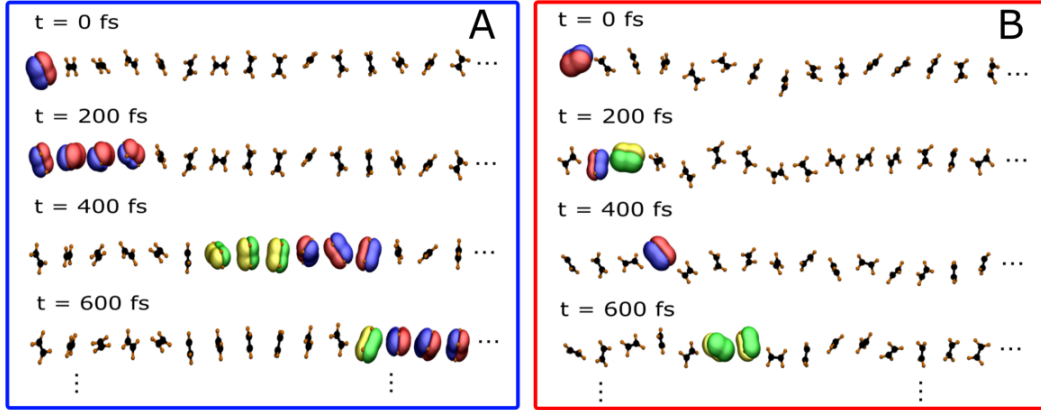 A
t = 0 fs
...
t = 200 fs
...
t = 400 fs
...
t = 600 fs
...
B
t = 0 fs
...
t = 200 fs
...
t = 400 fs
...
t = 600 fs
...